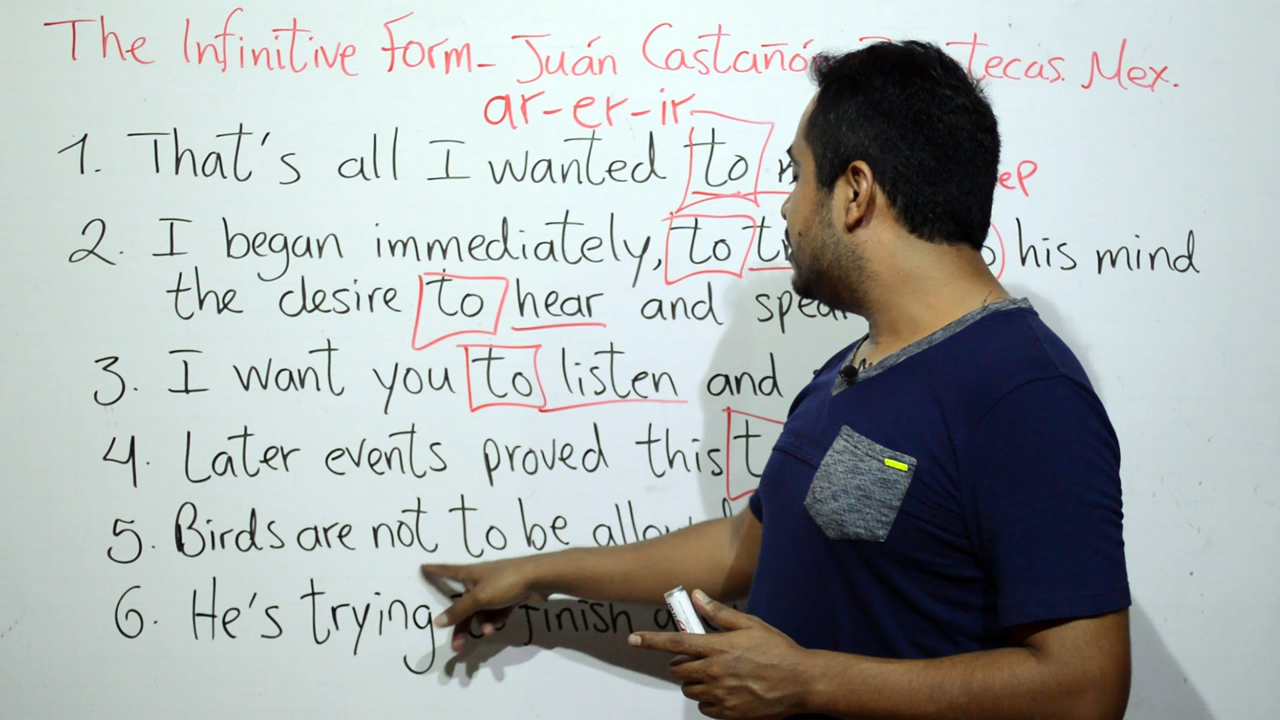 The Infinitive Form- Juán Castañó
Mex.
ar-er-ir
1. That's all I wanted to
2. I began immediately, to his mind
the desire to hear and
3. I want you to listen and
4. Later events proved this
5. Birds are not to be
6. He's trying finish